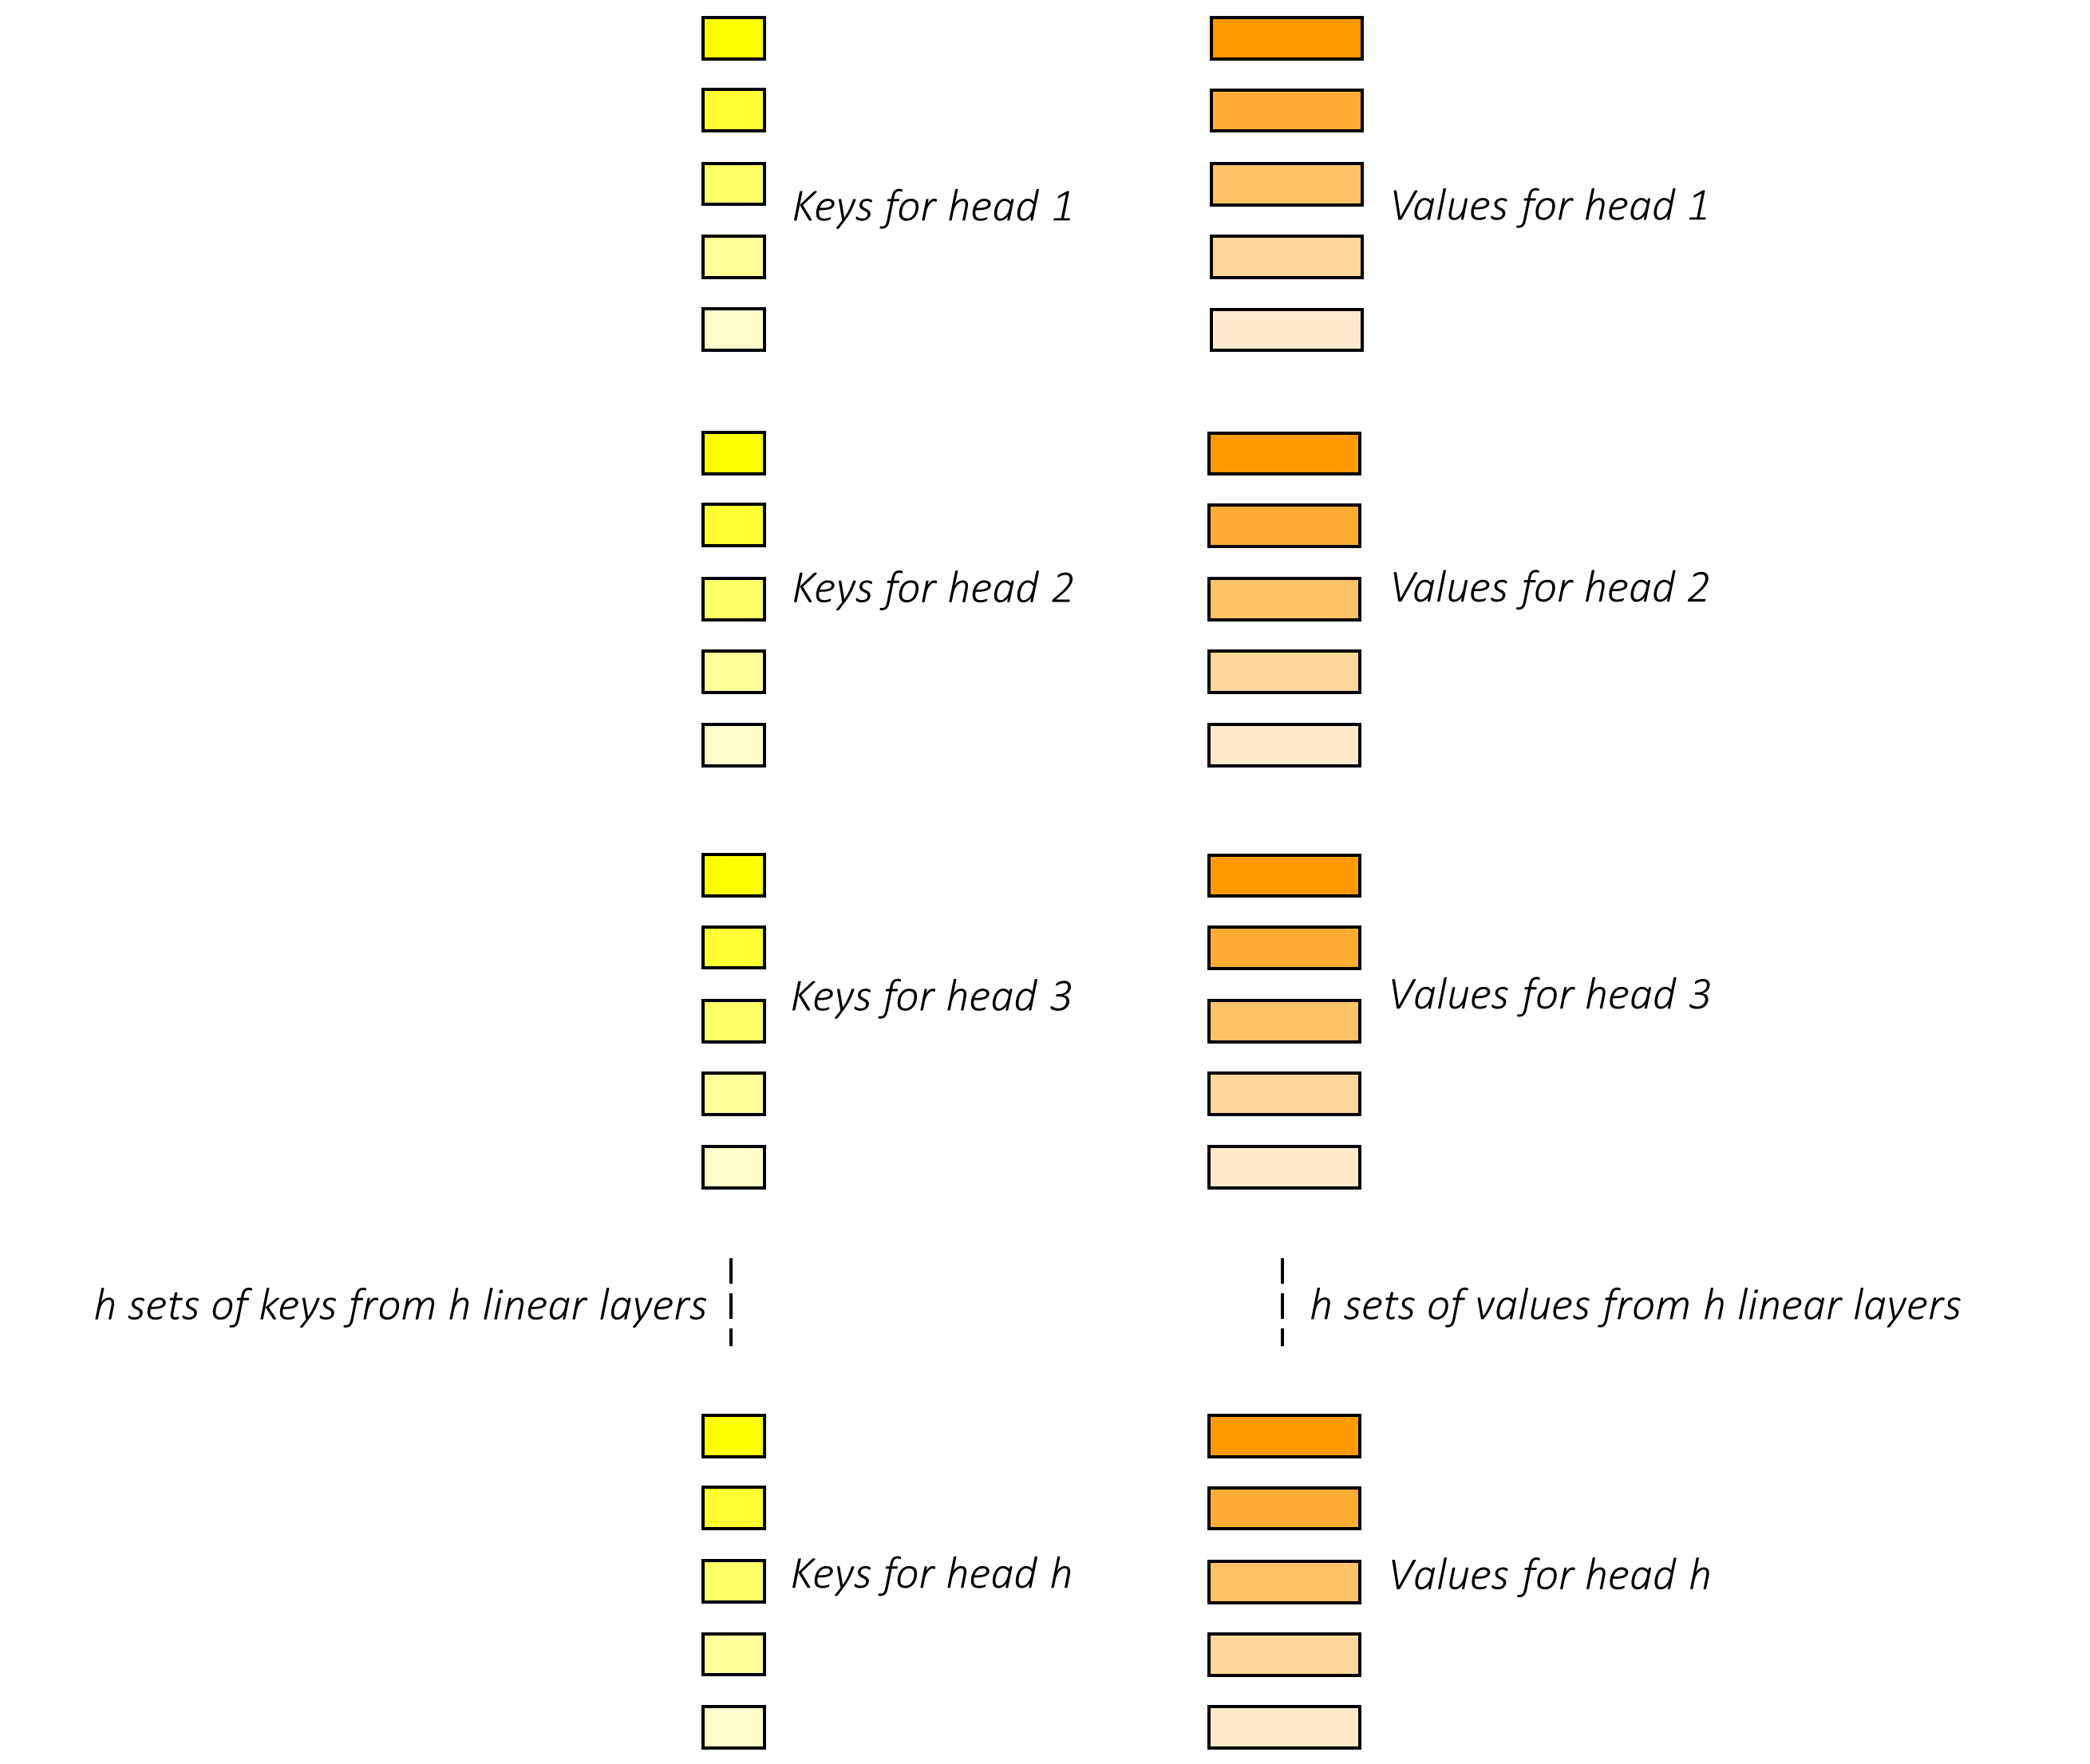 Keys for head 1
Values for head 1
Keys for head 2
Values for head 2
Keys for head 3
Values for head 3
h sets of keys from h linear layers
h sets of values from h linear layers
Keys for head h
Values for head h